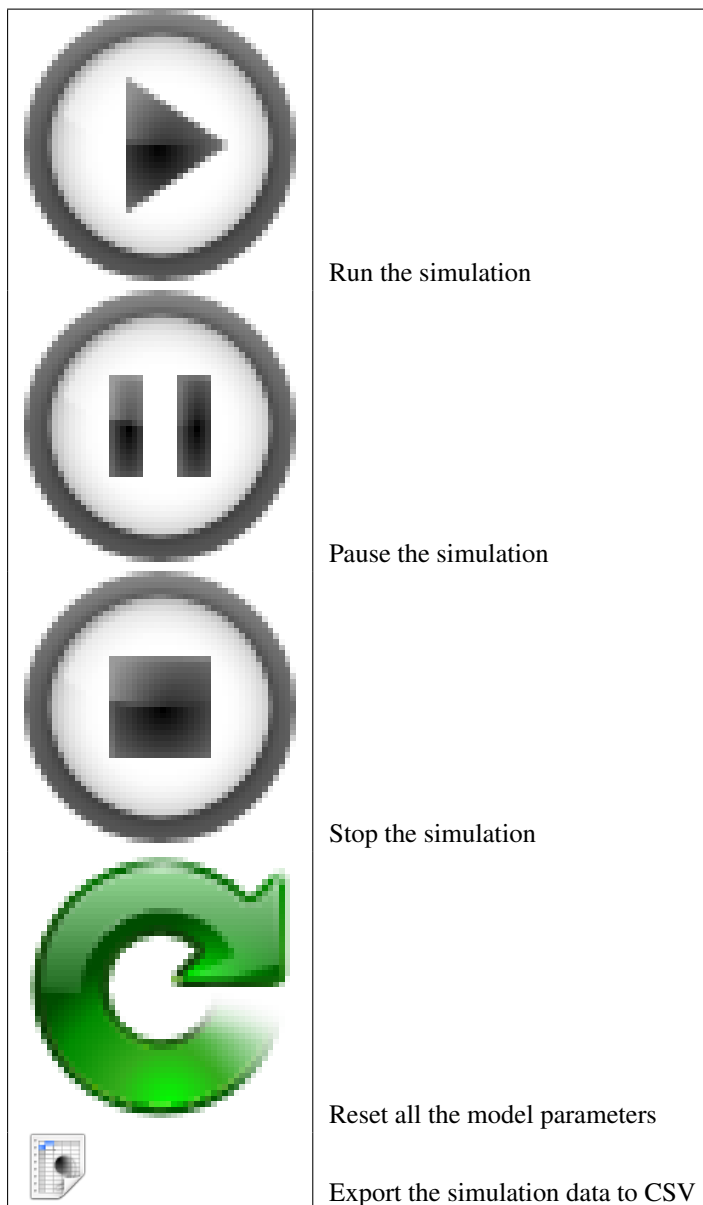 Run the simulation
Pause the simulation
Stop the simulation
Reset all the model parameters
Export the simulation data to CSV